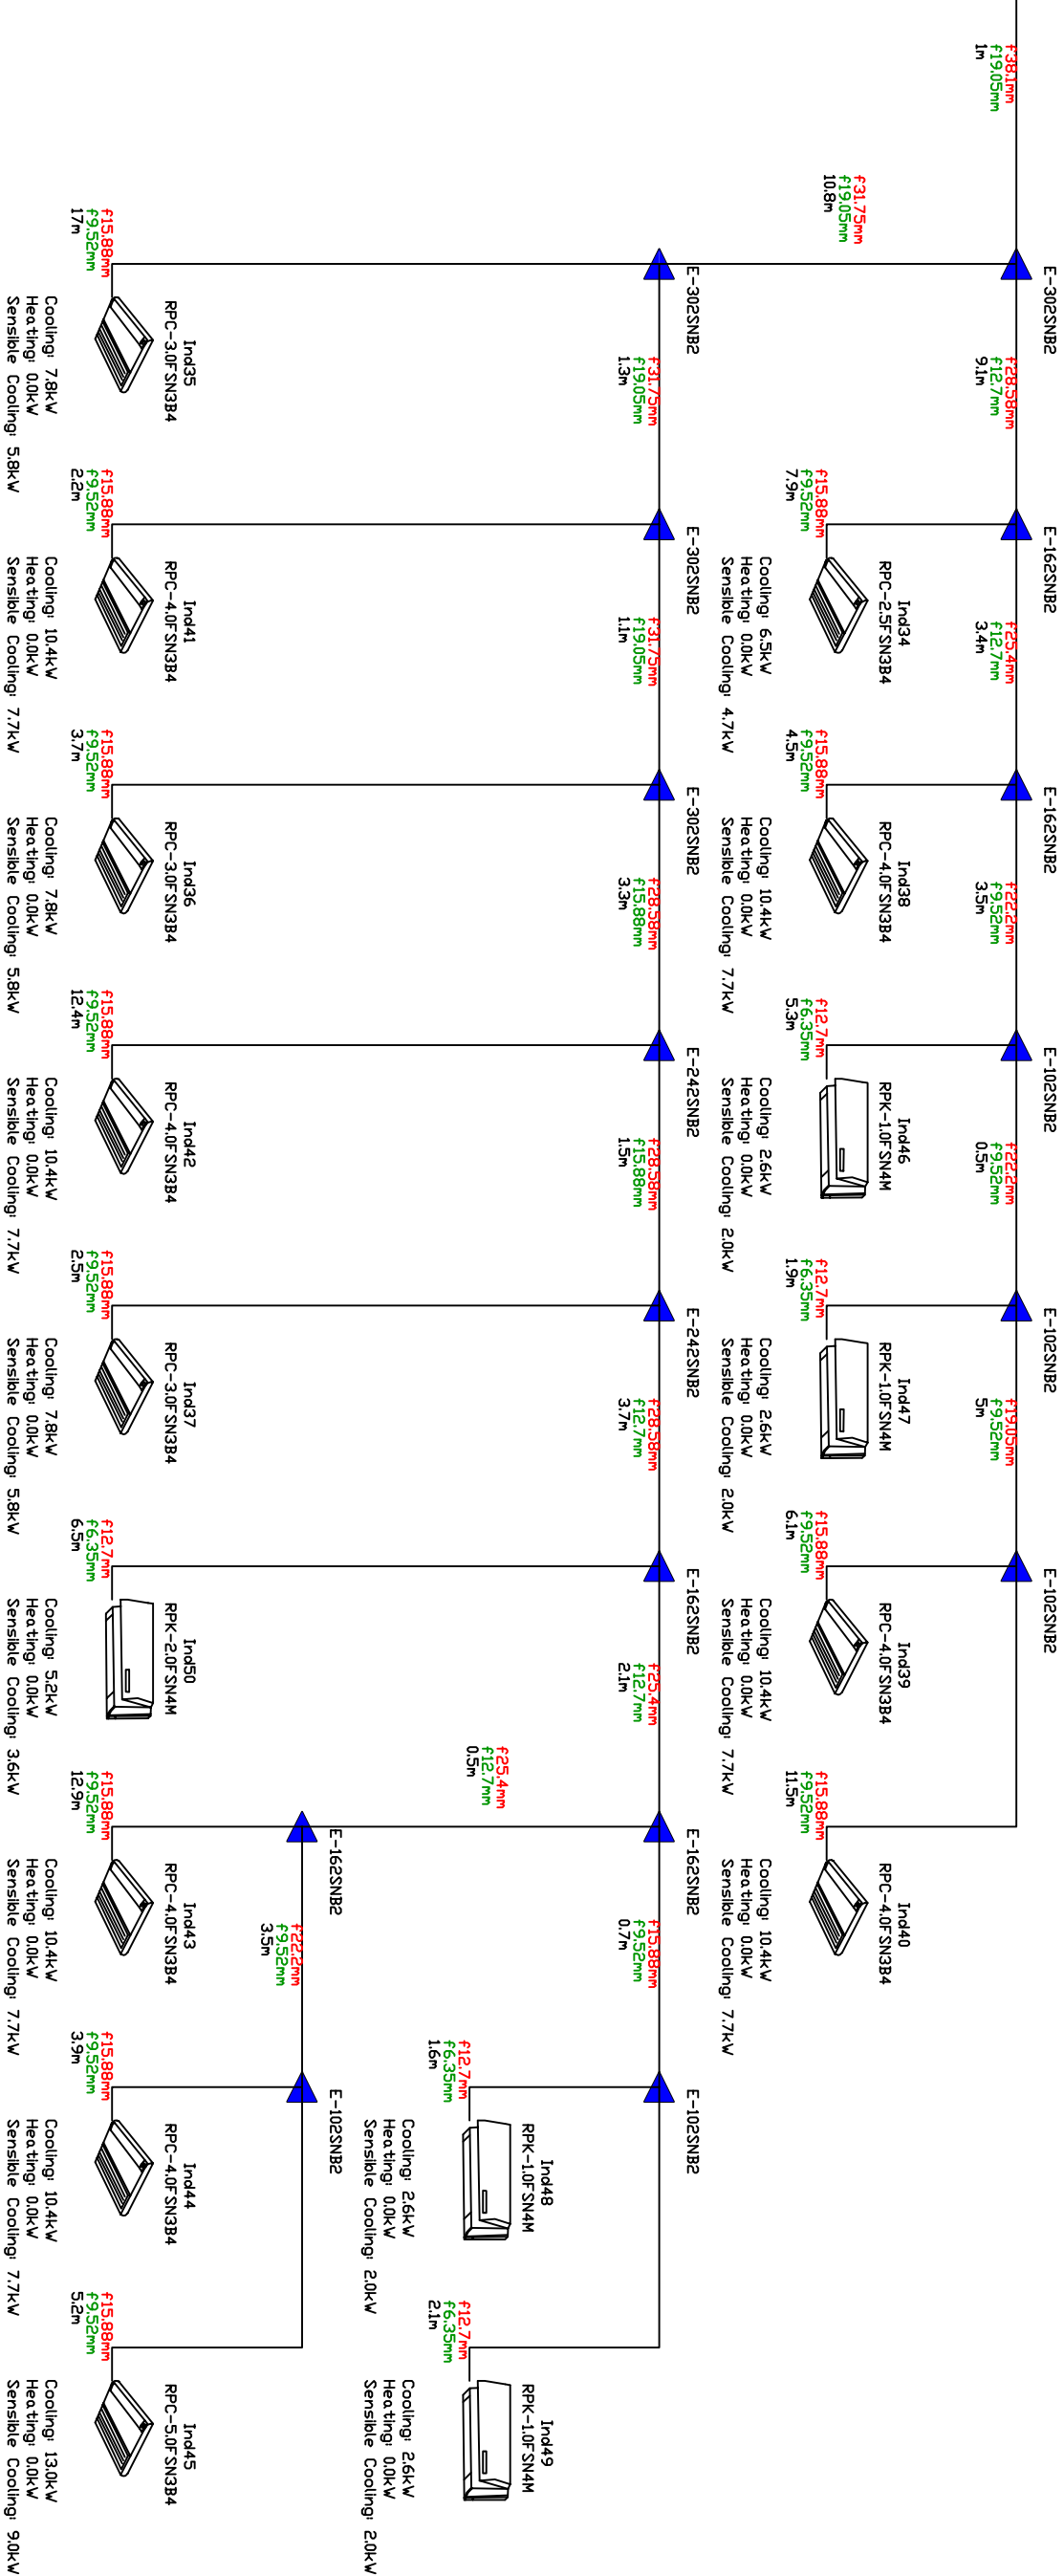 f38.1mm
f19.05mm
1m
E-302SNB2
f28.58mm
f12.7mm
9.1m
E-162SNB2
f25.4mm
f12.7mm
3.4m
E-162SNB2
f22.2mm
f9.52mm
3.5m
E-102SNB2
f22.2mm
f9.52mm
0.5m
E-102SNB2
f19.05mm
f9.52mm
5m
E-102SNB2
f31.75mm
f19.05mm
10.8m
f15.88mm
f9.52mm
7.9m
Ind34
RPC-2.5FSN3B4
Cooling: 6.5kW
Heating: 0.0kW
Sensible Cooling: 4.7kW
f15.88mm
f9.52mm
4.5m
Ind38
RPC-4.0FSN3B4
Cooling: 10.4kW
Heating: 0.0kW
Sensible Cooling: 7.7kW
f12.7mm
f6.35mm
5.3m
Ind46
RPK-1.0FSN4M
Cooling: 2.6kW
Heating: 0.0kW
Sensible Cooling: 2.0kW
f12.7mm
f6.35mm
1.9m
Ind47
RPK-1.0FSN4M
Cooling: 2.6kW
Heating: 0.0kW
Sensible Cooling: 2.0kW
f15.88mm
f9.52mm
6.1m
Ind39
RPC-4.0FSN3B4
Cooling: 10.4kW
Heating: 0.0kW
Sensible Cooling: 7.7kW
f15.88mm
f9.52mm
11.5m
Ind40
RPC-4.0FSN3B4
Cooling: 10.4kW
Heating: 0.0kW
Sensible Cooling: 7.7kW
E-302SNB2
f31.75mm
f19.05mm
1.3m
E-302SNB2
f31.75mm
f19.05mm
1.1m
E-302SNB2
f28.58mm
f15.88mm
3.3m
E-242SNB2
f28.58mm
f15.88mm
1.5m
E-242SNB2
f28.58mm
f12.7mm
3.7m
E-162SNB2
f25.4mm
f12.7mm
2.1m
E-162SNB2
f15.88mm
f9.52mm
0.7m
E-102SNB2
f25.4mm
f12.7mm
0.5m
f12.7mm
f6.35mm
1.6m
Ind48
RPK-1.0FSN4M
Cooling: 2.6kW
Heating: 0.0kW
Sensible Cooling: 2.0kW
f12.7mm
f6.35mm
2.1m
Ind49
RPK-1.0FSN4M
Cooling: 2.6kW
Heating: 0.0kW
Sensible Cooling: 2.0kW
E-162SNB2
f22.2mm
f9.52mm
3.5m
E-102SNB2
f15.88mm
f9.52mm
17m
Ind35
RPC-3.0FSN3B4
Cooling: 7.8kW
Heating: 0.0kW
Sensible Cooling: 5.8kW
f15.88mm
f9.52mm
2.2m
Ind41
RPC-4.0FSN3B4
Cooling: 10.4kW
Heating: 0.0kW
Sensible Cooling: 7.7kW
f15.88mm
f9.52mm
3.7m
Ind36
RPC-3.0FSN3B4
Cooling: 7.8kW
Heating: 0.0kW
Sensible Cooling: 5.8kW
f15.88mm
f9.52mm
12.4m
Ind42
RPC-4.0FSN3B4
Cooling: 10.4kW
Heating: 0.0kW
Sensible Cooling: 7.7kW
f15.88mm
f9.52mm
2.5m
Ind37
RPC-3.0FSN3B4
Cooling: 7.8kW
Heating: 0.0kW
Sensible Cooling: 5.8kW
f12.7mm
f6.35mm
6.5m
Ind50
RPK-2.0FSN4M
Cooling: 5.2kW
Heating: 0.0kW
Sensible Cooling: 3.6kW
f15.88mm
f9.52mm
12.9m
Ind43
RPC-4.0FSN3B4
Cooling: 10.4kW
Heating: 0.0kW
Sensible Cooling: 7.7kW
f15.88mm
f9.52mm
3.9m
Ind44
RPC-4.0FSN3B4
Cooling: 10.4kW
Heating: 0.0kW
Sensible Cooling: 7.7kW
f15.88mm
f9.52mm
5.2m
Ind45
RPC-5.0FSN3B4
Cooling: 13.0kW
Heating: 0.0kW
Sensible Cooling: 9.0kW